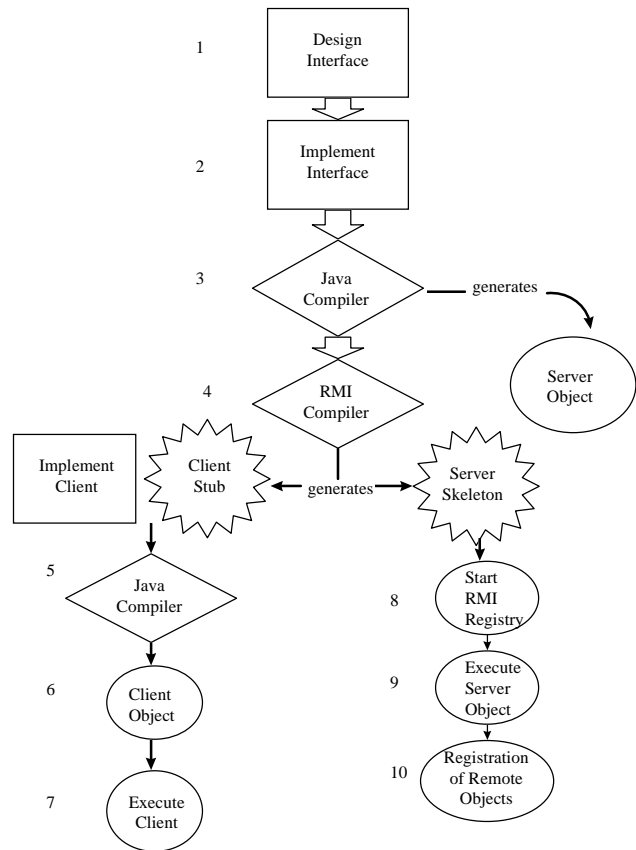 1
Design
Interface
2
Implement
Interface
3
Java
Compiler
generates
Server
Object
4
RMI
Compiler
Implement
Client
Client
Stub
generates
Server
Skeleton
5
Java
Compiler
8
Start
RMI
Registry
6
Client
Object
9
Execute
Server
Object
7
Execute
Client
10
Registration
of Remote
Objects